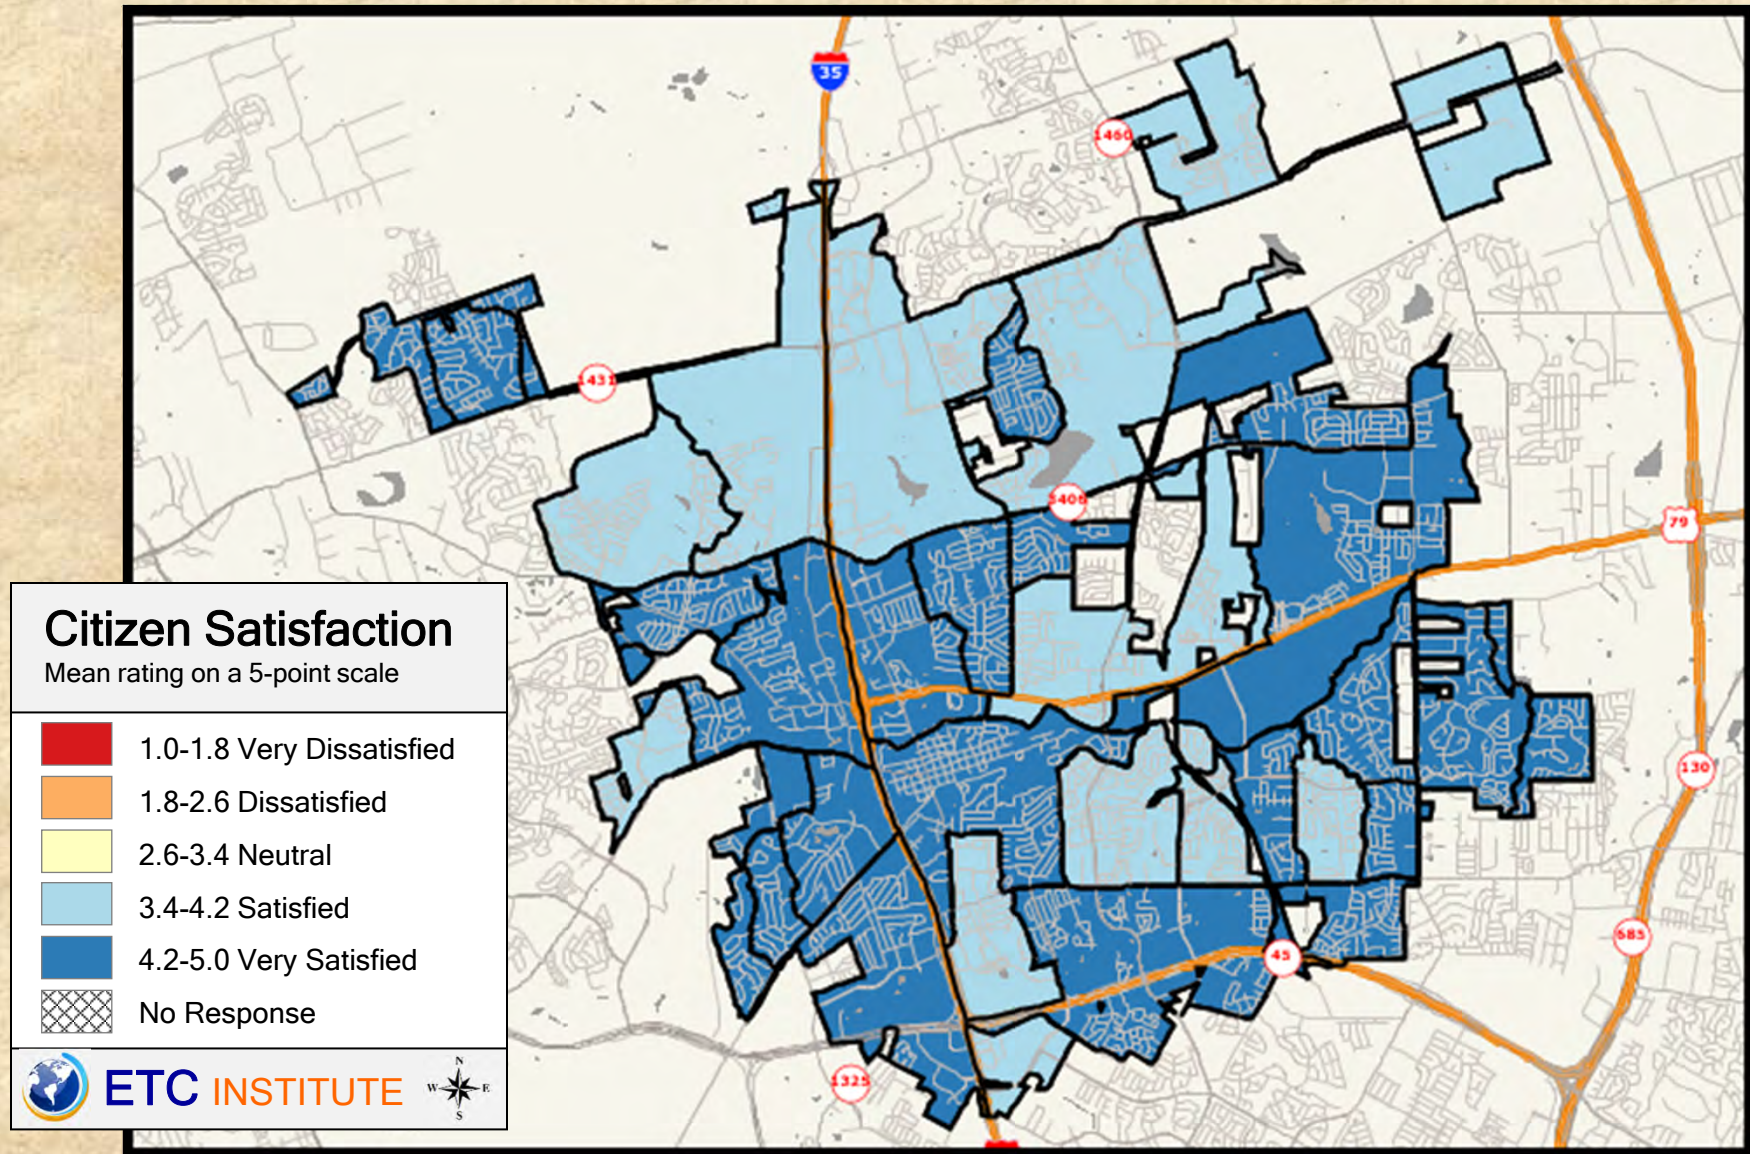 35
1460
1431
3406
79
Citizen Satisfaction
Mean rating on a 5-point scale
1.0-1.8 Very Dissatisfied
1.8-2.6 Dissatisfied
2.6-3.4 Neutral
3.4-4.2 Satisfied
4.2-5.0 Very Satisfied
No Response
ETC INSTITUTE
N
W E
S
130
685
45
1325